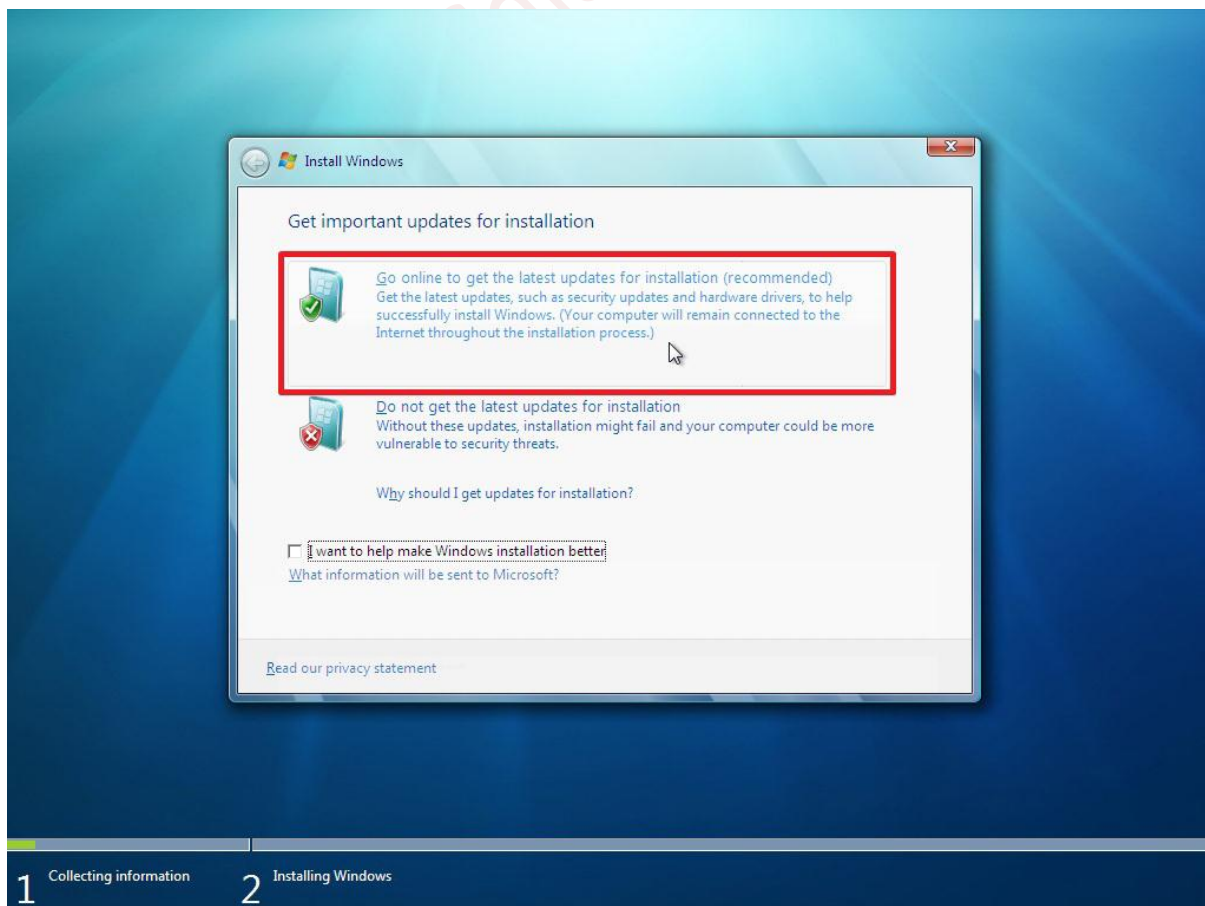 Install Windows
Get important updates for installation
Go online to get the latest updates for installation (recommended)
Get the latest updates, such as security updates and hardware drivers, to help
successfully install Windows. (Your computer will remain connected to the
Internet throughout the installation process.)
Do not get the latest updates for installation
Without these updates, installation might fail and your computer could be more
vulnerable to security threats.
Why should I get updates for installation?
I want to help make Windows installation better
What information will be sent to Microsoft?
Read our privacy statement
1 Collecting information
2 Installing Windows